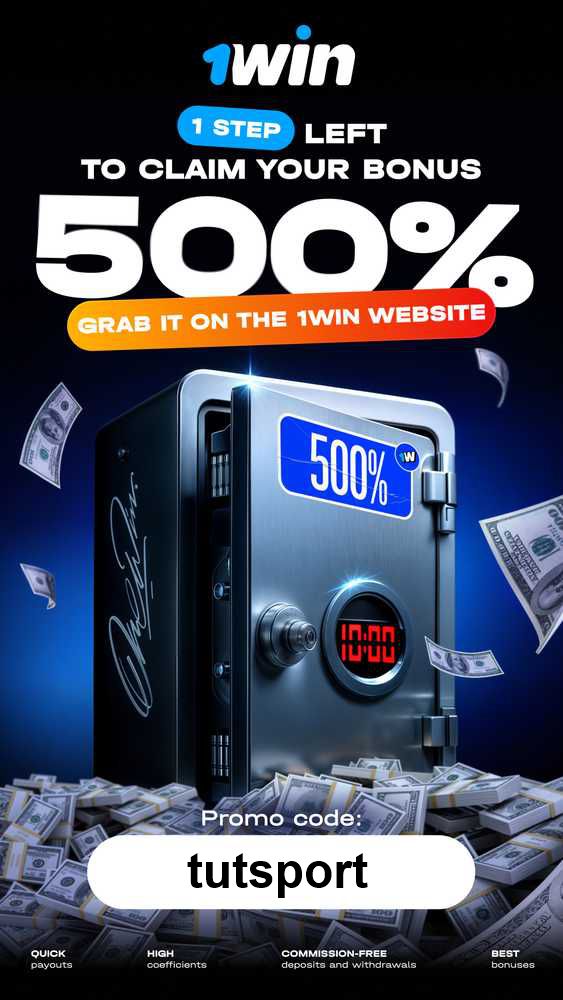 1win
1 STEP LEFT
TO CLAIM YOUR BONUS
500%
GRAB IT ON THE 1WIN WEBSITE
500%
1W
10:00
Promo code:
tutsport
QUICK
payouts
HIGH
coefficients
COMMISSION-FREE
deposits and withdrawals
BEST
bonuses